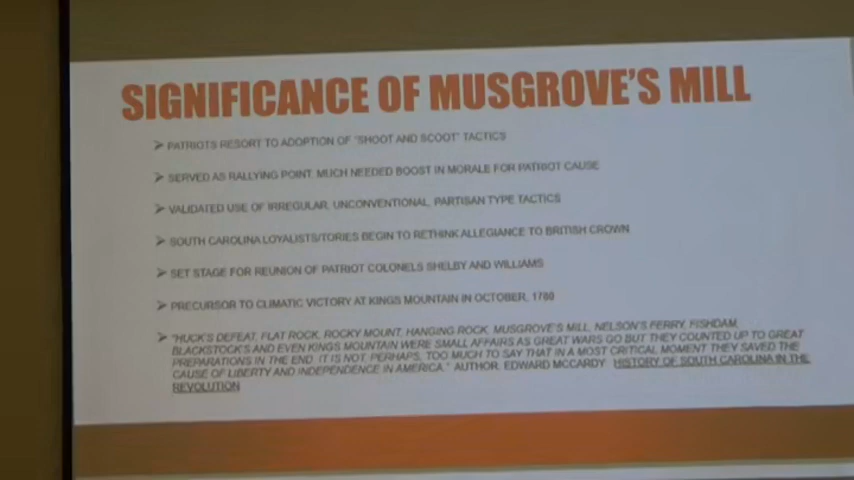 SIGNIFICANCE OF MUSGROVE'S MILL
PATRIOTS RESORT TO ADOPTION OF "SHOOT AND SCOOT" TACTICS
SERVED AS RALLYING POINT, MUCH NEEDED BOOST IN MORALE FOR PATRIOT CAUSE
VALIDATED USE OF IRREGULAR, UNCONVENTIONAL, PARTISAN TYPE TACTICS
SOUTH CAROLINA LOYALISTS/TORIES BEGIN TO RETHINK ALLEGIANCE TO BRITISH CROWN
SET STAGE FOR REUNION OF PATRIOT COLONELS SHELBY AND WILLIAMS
PRECURSOR TO CLIMATIC VICTORY AT KINGS MOUNTAIN IN OCTOBER, 1780
"HUCK'S DEFEAT, FLAT ROCK, ROCKY MOUNT, HANGING ROCK, MUSGROVE'S MILL, NELSON'S FERRY, FISHDAM,
BLACKSTOCK'S AND EVEN KINGS MOUNTAIN WERE SMALL AFFAIRS AS GREAT WARS GO BUT THEY COUNTED UP TO GREAT
PREPARATIONS IN THE END. IT IS NOT, PERHAPS, TOO MUCH TO SAY THAT IN A MOST CRITICAL MOMENT THEY SAVED THE
CAUSE OF LIBERTY AND INDEPENDENCE IN AMERICA." AUTHOR: EDWARD MCCARDY HISTORY OF SOUTH CAROLINA IN THE
REVOLUTION